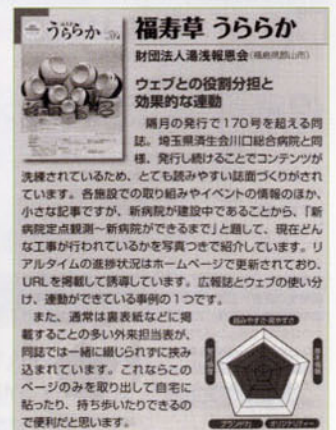 うららか
福寿草 うららか
財団法人湯浅報恩会(福島県郡山市)
ウェブとの役割分担と
効果的な連動
隔月の発行で170号を超える同
誌。埼玉県済生会川口総合病院と同
様、発行し続けることでコンテンツが
洗練されているため、とても読みやすい誌面づくりがされ
ています。各施設での取り組みやイベントの情報のほか、
小さな記事ですが、新病院が建設中であることから、「新
病院定点観測〜新病院ができるまで」と題して、現在どん
な工事が行われているかを写真つきで紹介しています。リ
アルタイムの進捗状況はホームページで更新されており、
URLを掲載して誘導しています。広報誌とウェブの使い分
け、連動ができている事例の1つです。
また、通常は裏表紙などに掲
載することの多い外来担当表が、
同誌では一緒に綴じられずに挟み
込まれています。これならこの
ページのみを取り出して自宅に
貼ったり、持ち歩いたりできるの
で便利だと思います。
読みやすさ・見やすさ
ブランド力
オリジナリティー